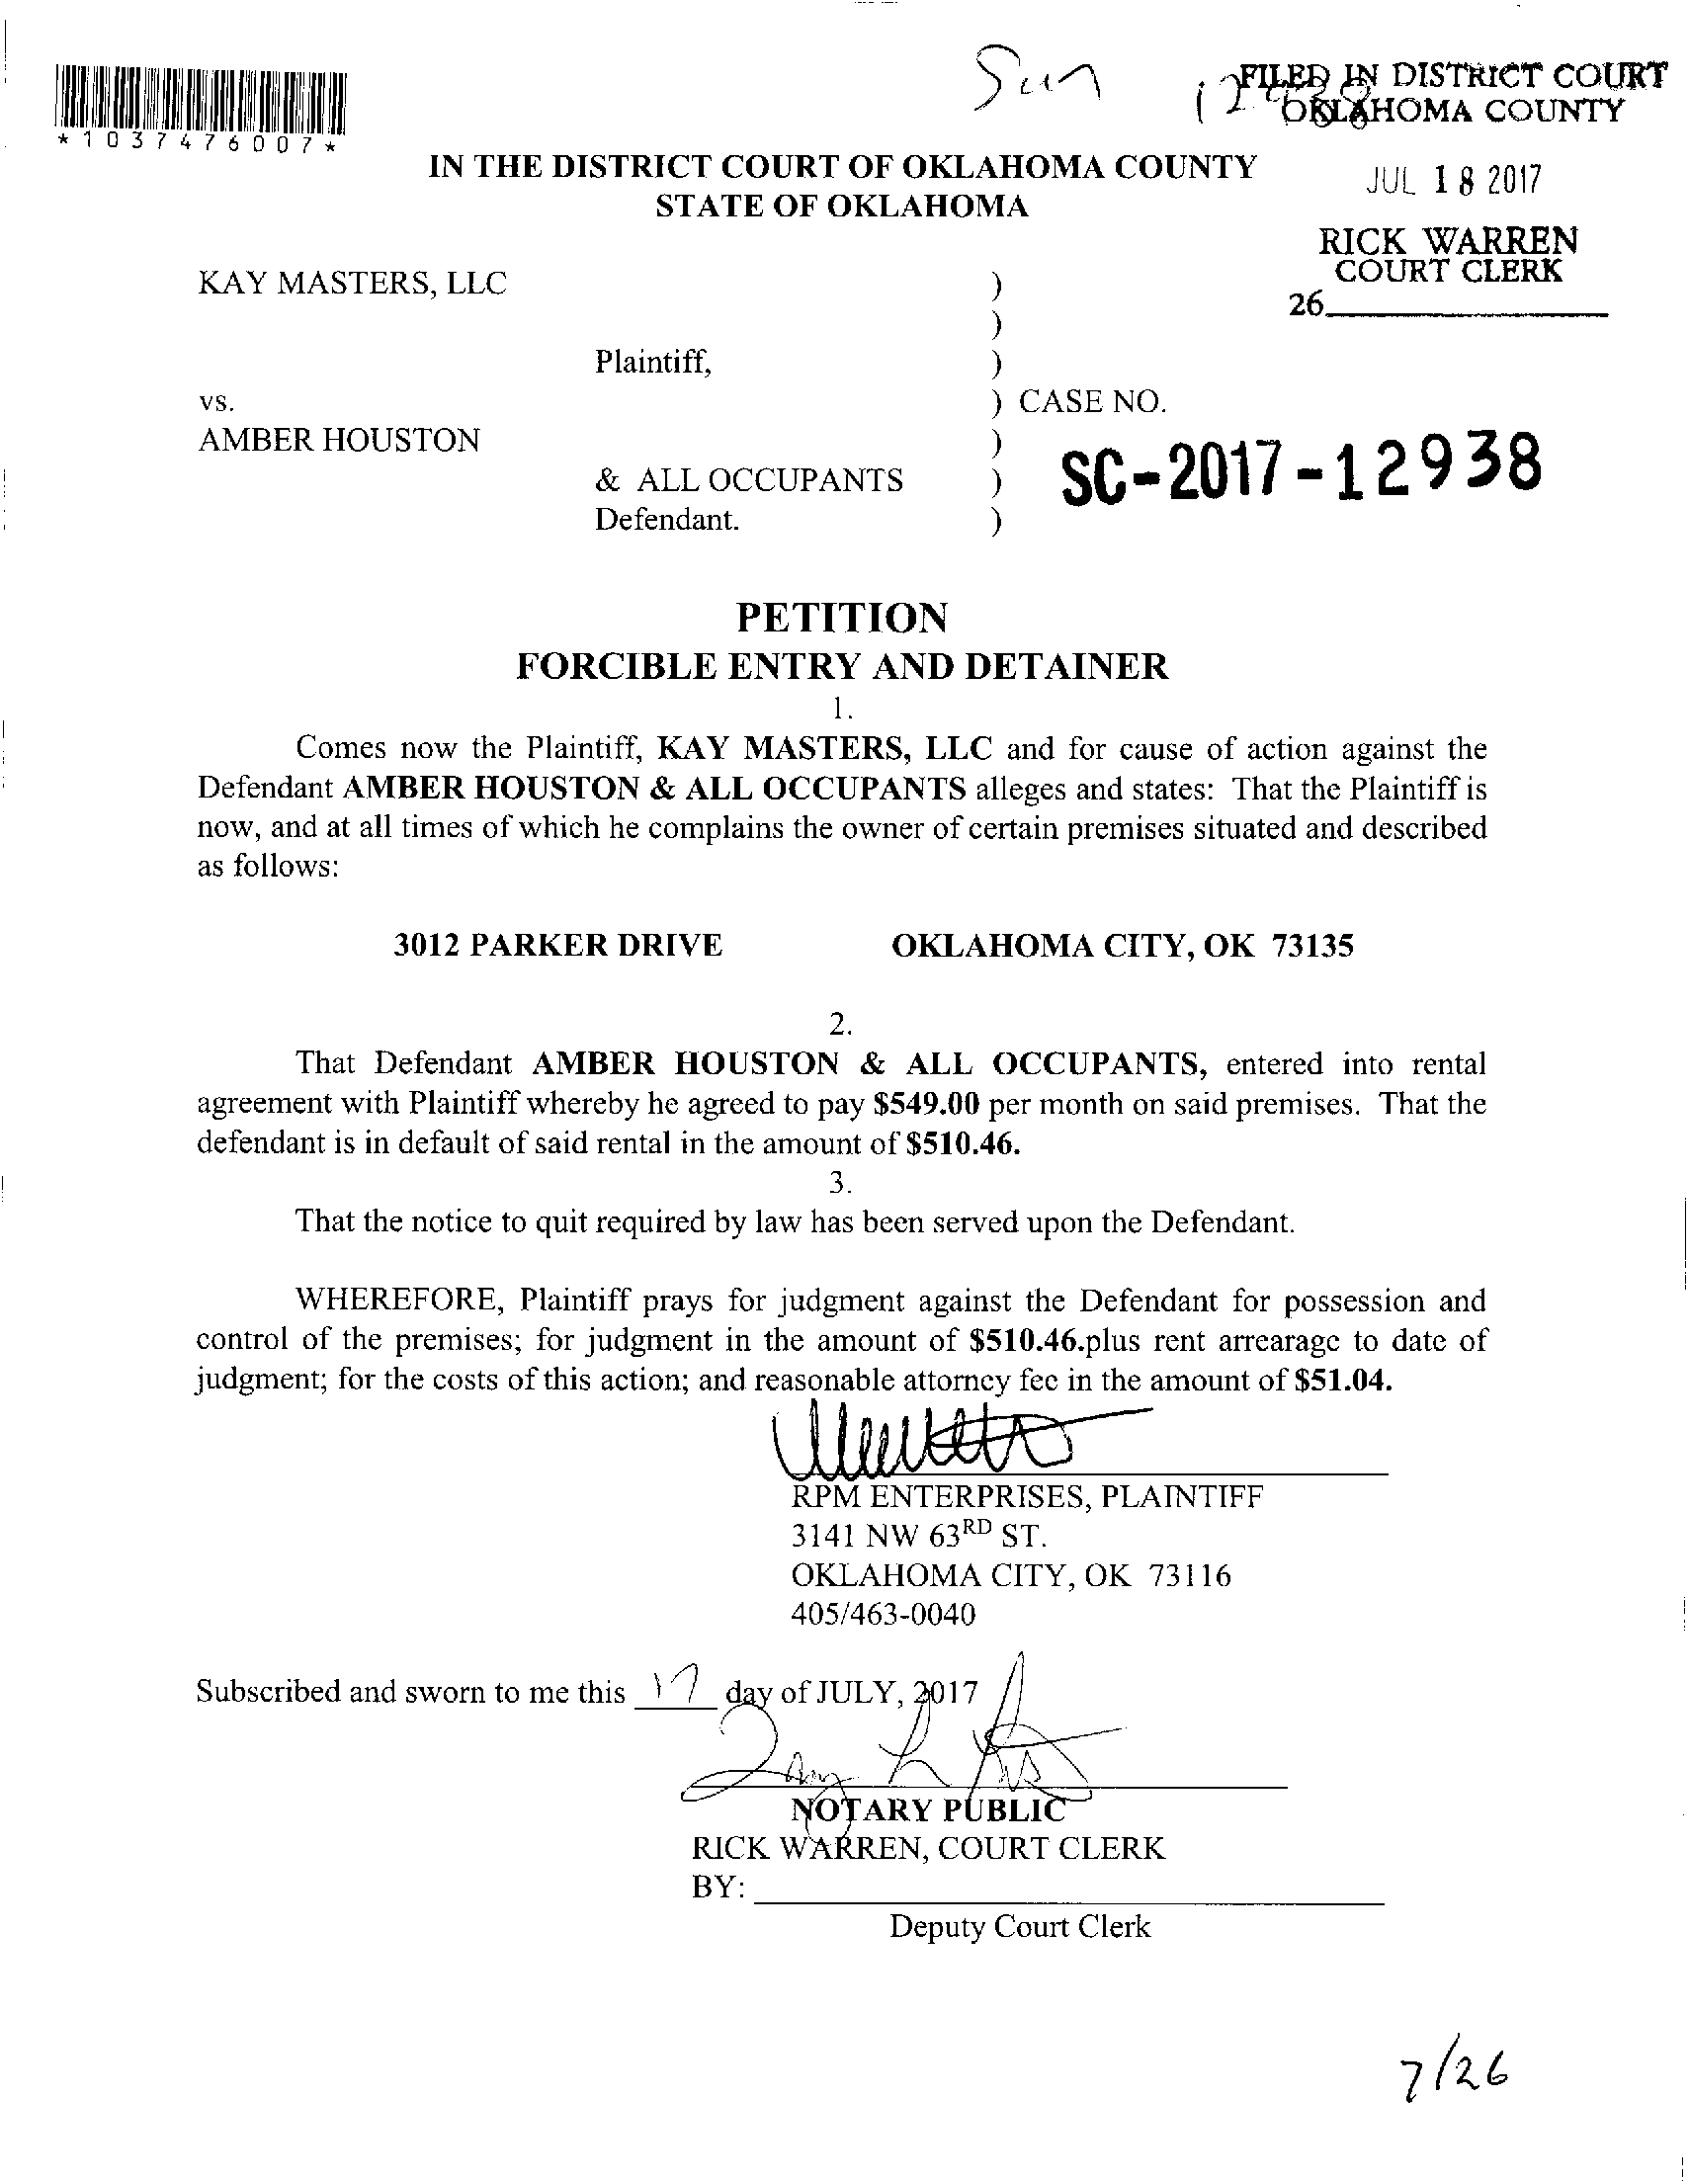 *1037476007*
Sum
FILED IN DISTRICT COURT
OKLAHOMA COUNTY
JUL 18 2017
RICK WARREN
COURT CLERK
26
IN THE DISTRICT COURT OF OKLAHOMA COUNTY
STATE OF OKLAHOMA
KAY MASTERS, LLC )
)
Plaintiff, )
vs. ) CASE NO.
AMBER HOUSTON )
SC-2017-12938
& ALL OCCUPANTS )
Defendant. )
PETITION
FORCIBLE ENTRY AND DETAINER
1.
Comes now the Plaintiff, KAY MASTERS, LLC and for cause of action against the
Defendant AMBER HOUSTON & ALL OCCUPANTS alleges and states: That the Plaintiff is
now, and at all times of which he complains the owner of certain premises situated and described
as follows:
3012 PARKER DRIVE OKLAHOMA CITY, OK 73135
2.
That Defendant AMBER HOUSTON & ALL OCCUPANTS, entered into rental
agreement with Plaintiff whereby he agreed to pay $549.00 per month on said premises. That the
defendant is in default of said rental in the amount of $510.46.
3.
That the notice to quit required by law has been served upon the Defendant.
WHEREFORE, Plaintiff prays for judgment against the Defendant for possession and
control of the premises; for judgment in the amount of $510.46.plus rent arrearage to date of
judgment; for the costs of this action; and reasonable attorney fee in the amount of $51.04.
RPM ENTERPRISES, PLAINTIFF
3141 NW 63RD ST.
OKLAHOMA CITY, OK 73116
405/463-0040
Subscribed and sworn to me this 17 day of JULY, 2017
NOTARY PUBLIC
RICK WARREN, COURT CLERK
BY:
Deputy Court Clerk
7/26